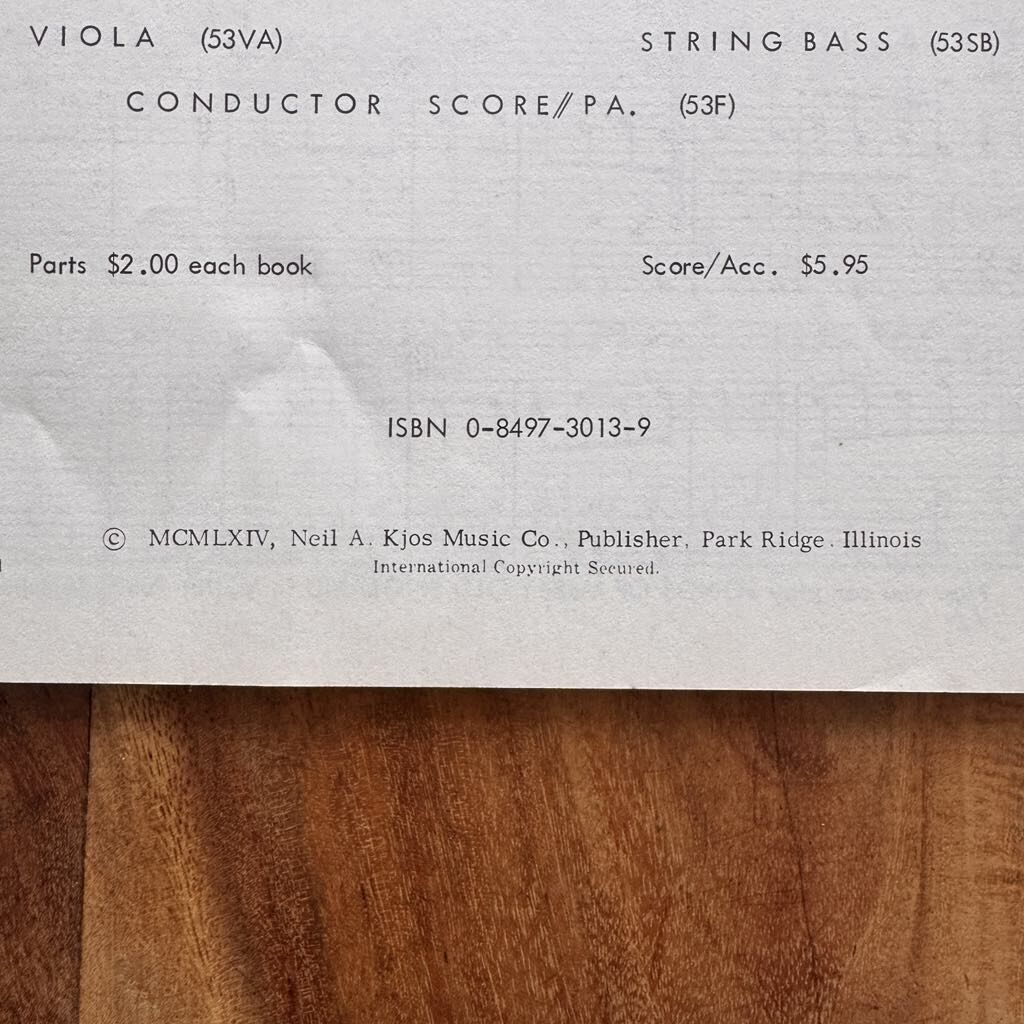 VIOLA (53VA) STRING BASS (53SB)
CONDUCTOR SCORE//PA. (53F)
Parts $2.00 each book Score/Acc. $5.95
ISBN 0-8497-3013-9
© MCMLXIV, Neil A. Kjos Music Co., Publisher, Park Ridge. Illinois
International Copyright Secured.